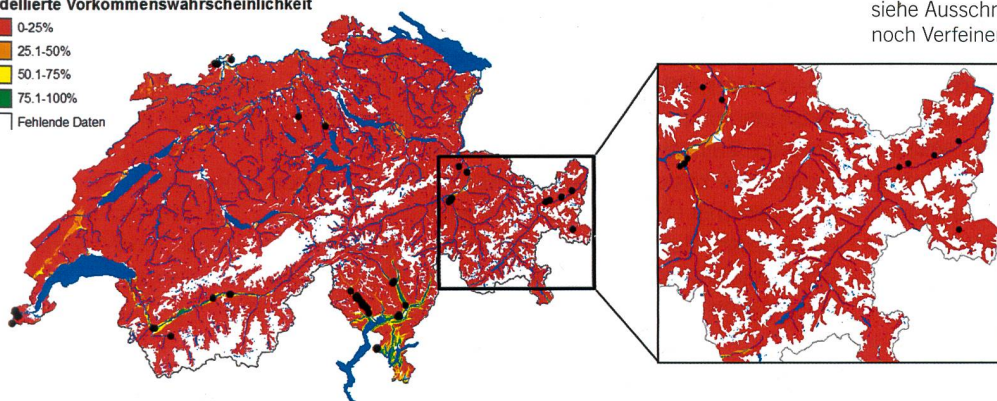 dellierte Vorkommenswahrscheinlichkeit
0-25%
25.1-50%
50.1-75%
75.1-100%
Fehlende Daten
siehe Ausschn
noch Verfeiner